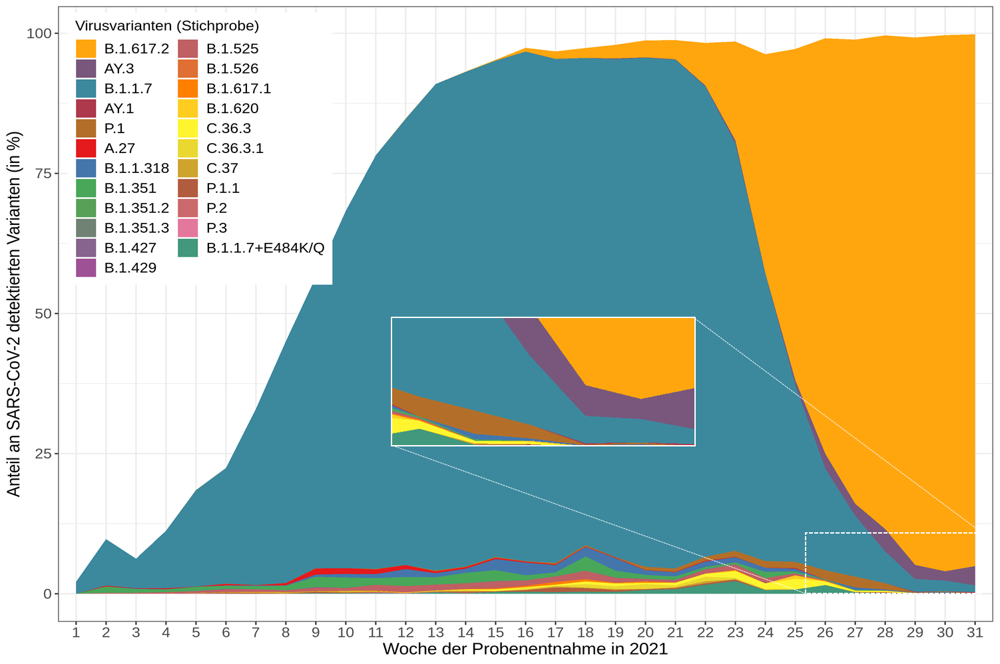 Virusvarianten (Stichprobe)
B.1.617.2
AY.3
B.1.1.7
AY.1
P.1
A.27
B.1.1.318
B.1.351
B.1.351.2
B.1.351.3
B.1.427
B.1.429
B.1.525
B.1.526
B.1.617.1
B.1.620
C.36.3
C.36.3.1
C.37
P.1.1
P.2
P.3
B.1.1.7+E484K/Q
Anteil an SARS-CoV-2 detektierten Varianten (in %)
100
75
50
25
0
1 2 3 4 5 6 7 8 9 10 11 12 13 14 15 16 17 18 19 20 21 22 23 24 25 26 27 28 29 30 31
Woche der Probenentnahme in 2021